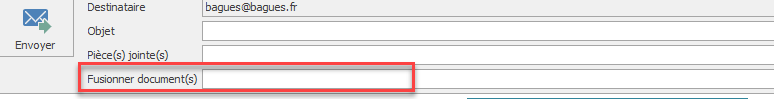 Destinataire bagues@bagues.fr
Objet
Envoyer
Pièce(s) jointe(s)
Fusionner document(s)